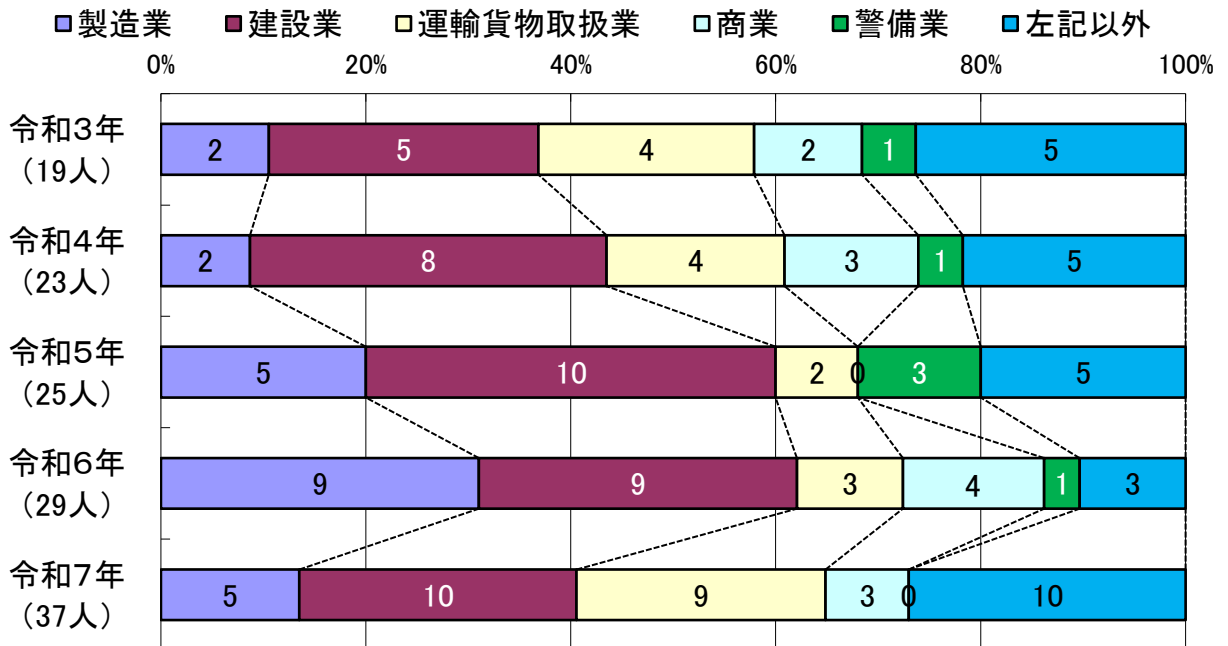 製造業 建設業 運輸貨物取扱業 商業 警備業 左記以外
0% 20% 40% 60% 80% 100%
令和３年 2 5 4 2 1 5
（19人）
令和４年 2 8 4 3 1 5
（23人）
令和５年 5 10 2 0 3 5
（25人）
令和６年 9 9 3 4 1 3
（29人）
令和７年 5 10 9 3 0 10
（37人）